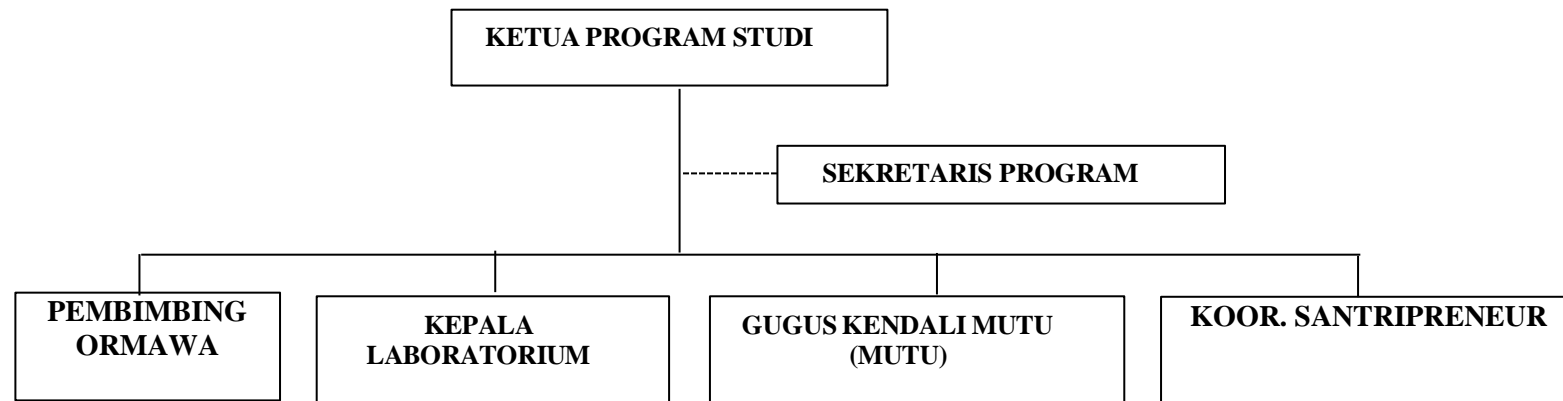 KETUA PROGRAM STUDI
SEKRETARIS PROGRAM
PEMBIMBING
ORMAWA
KEPALA
LABORATORIUM
GUGUS KENDALI MUTU
(MUTU)
KOOR. SANTRIPRENEUR